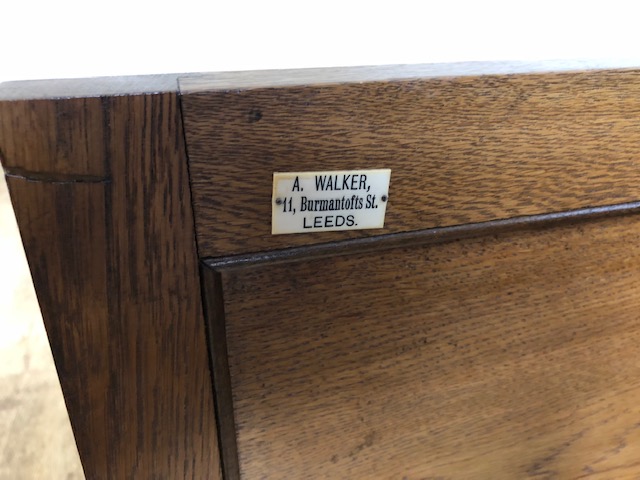 A. WALKER,
11, Burmantofts St.
LEEDS.